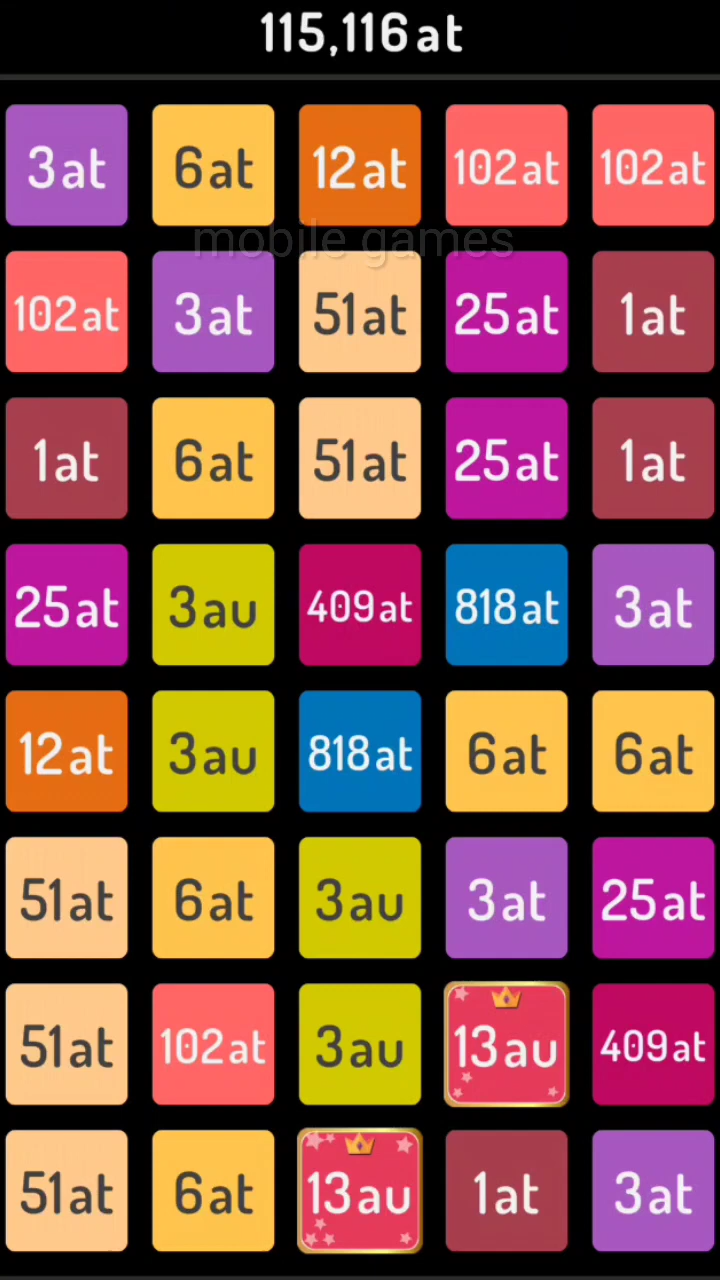 115,116at
3at 6at 12at 102at 102at
mobile games
102at 3at 51at 25at 1at
1at 6at 51at 25at 1at
25at 3au 409at 818at 3at
12at 3au 818at 6at 6at
51at 6at 3au 3at 25at
51at 102at 3au 13au 409at
51at 6at 13au 1at 3at